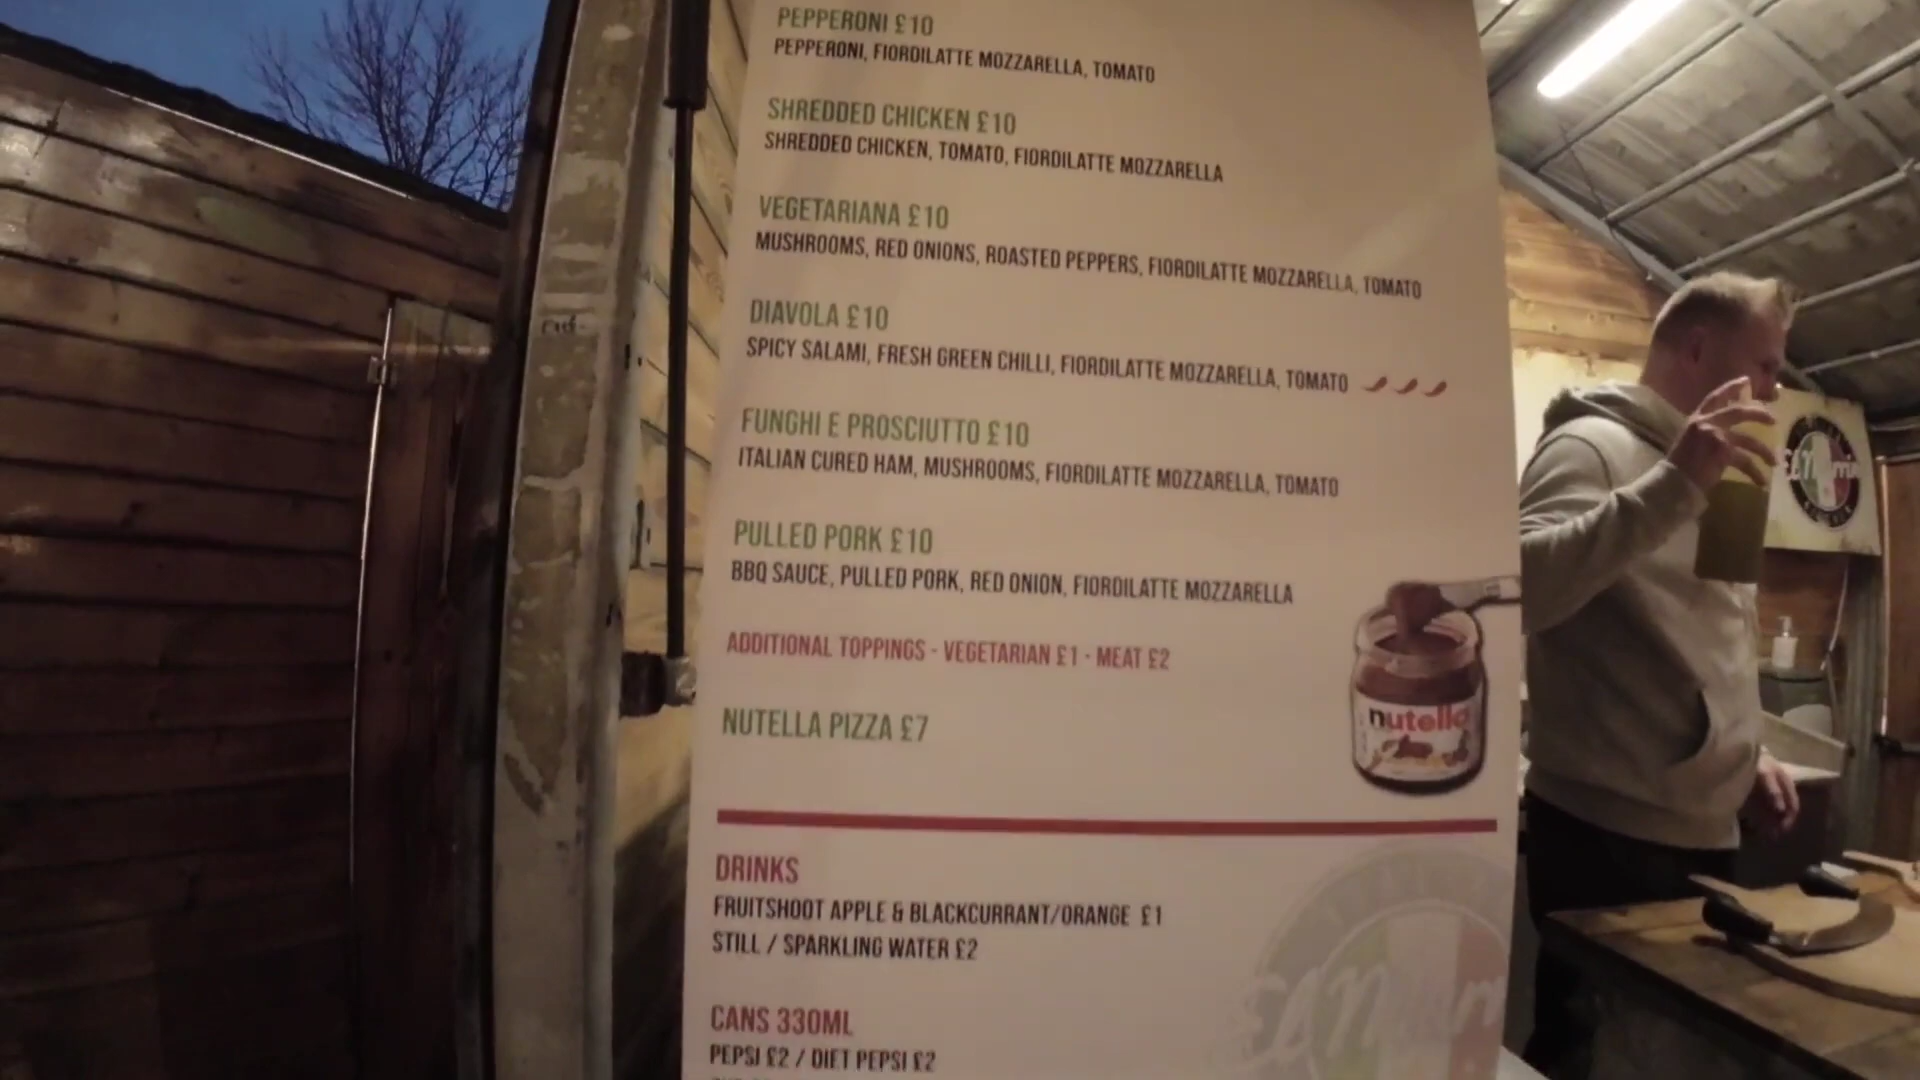 PEPPERONI £10
PEPPERONI, FIORDILATTE MOZZARELLA, TOMATO
SHREDDED CHICKEN £10
SHREDDED CHICKEN, TOMATO, FIORDILATTE MOZZARELLA
VEGETARIANA £10
MUSHROOMS, RED ONIONS, ROASTED PEPPERS, FIORDILATTE MOZZARELLA, TOMATO
DIAVOLA £10
SPICY SALAMI, FRESH GREEN CHILLI, FIORDILATTE MOZZARELLA, TOMATO
FUNGHI E PROSCIUTTO £10
ITALIAN CURED HAM, MUSHROOMS, FIORDILATTE MOZZARELLA, TOMATO
PULLED PORK £10
BBQ SAUCE, PULLED PORK, RED ONION, FIORDILATTE MOZZARELLA
ADDITIONAL TOPPINGS - VEGETARIAN £1 - MEAT £2
NUTELLA PIZZA £7
nutella
DRINKS
FRUITSHOOT APPLE & BLACKCURRANT/ORANGE £1
STILL / SPARKLING WATER £2
CANS 330ML
PEPSI £2 / DIET PEPSI £2